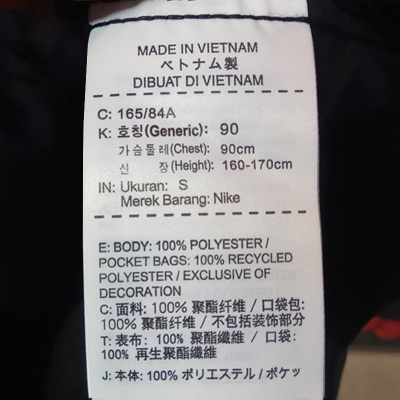 MADE IN VIETNAM
ベトナム製
DIBUAT DI VIETNAM
C: 165/84A
K: 호칭(Generic): 90
가슴둘레(Chest): 90cm
신 장(Height): 160-170cm
IN: Ukuran: S
Merek Barang: Nike
E: BODY: 100% POLYESTER /
POCKET BAGS: 100% RECYCLED
POLYESTER / EXCLUSIVE OF
DECORATION
C: 面料: 100% 聚酯纤维 / 口袋包:
100% 聚酯纤维 / 不包括装饰部分
T: 表布: 100% 聚酯纖維 / 口袋:
100% 再生聚酯纖維
J: 本体: 100% ポリエステル / ポケッ